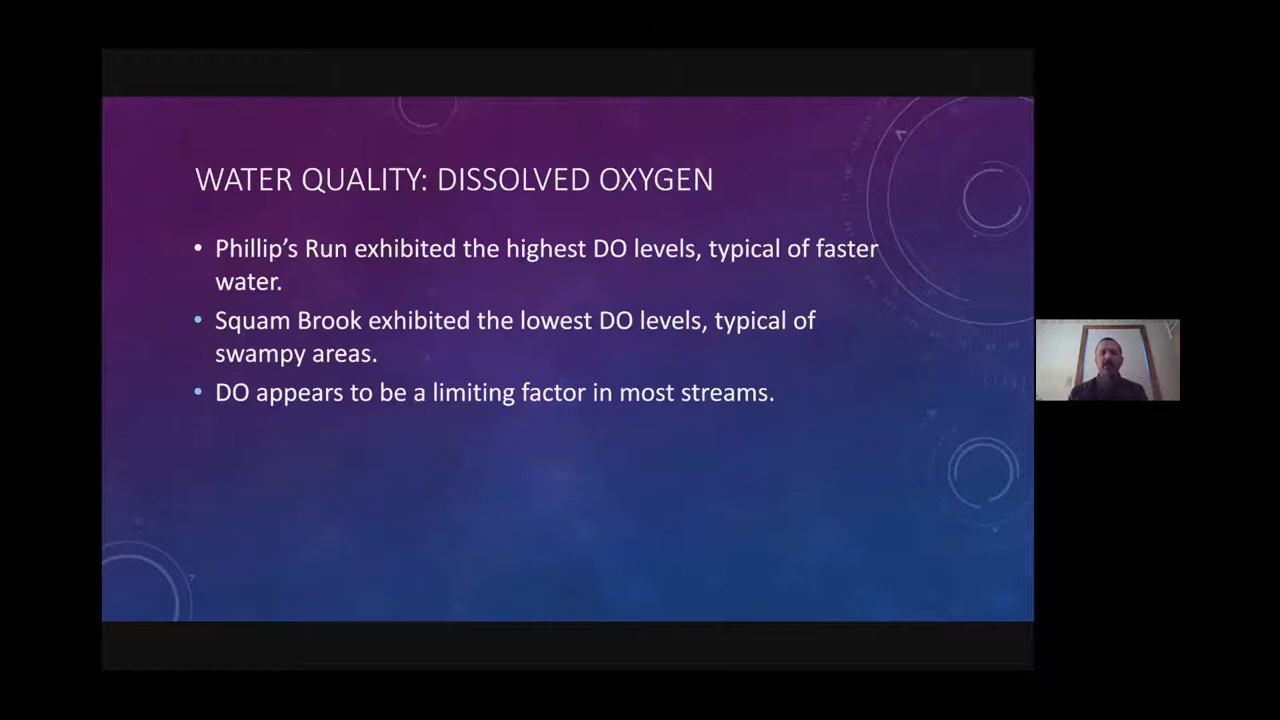 WATER QUALITY: DISSOLVED OXYGEN
• Phillip’s Run exhibited the highest DO levels, typical of faster
water.
• Squam Brook exhibited the lowest DO levels, typical of
swampy areas.
• DO appears to be a limiting factor in most streams.